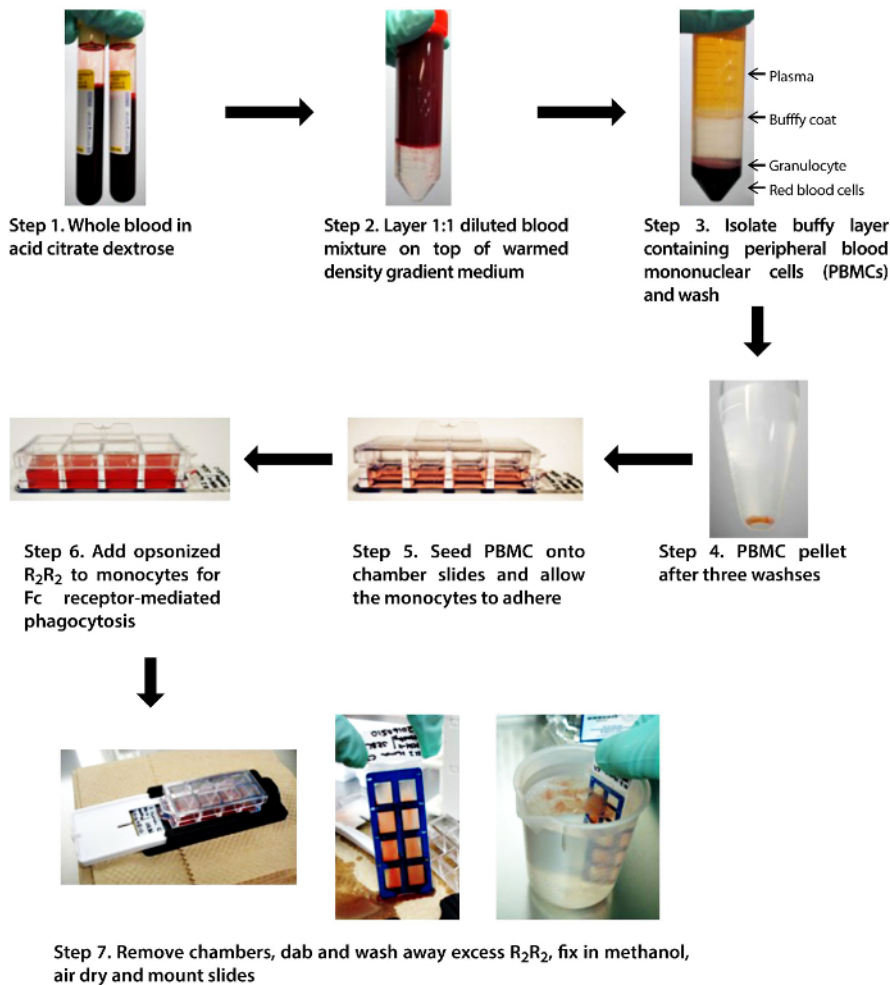 Plasma
Bufffy coat
Granulocyte
Red blood cells
Step 1. Whole blood in
acid citrate dextrose
Step 2. Layer 1:1 diluted blood
mixture on top of warmed
density gradient medium
Step 3. Isolate buffy layer
containing peripheral blood
mononuclear cells (PBMCs)
and wash
Step 4. PBMC pellet
after three washses
Step 5. Seed PBMC onto
chamber slides and allow
the monocytes to adhere
Step 6. Add opsonized
R₂R₂ to monocytes for
Fc receptor-mediated
phagocytosis
Step 7. Remove chambers, dab and wash away excess R₂R₂, fix in methanol,
air dry and mount slides